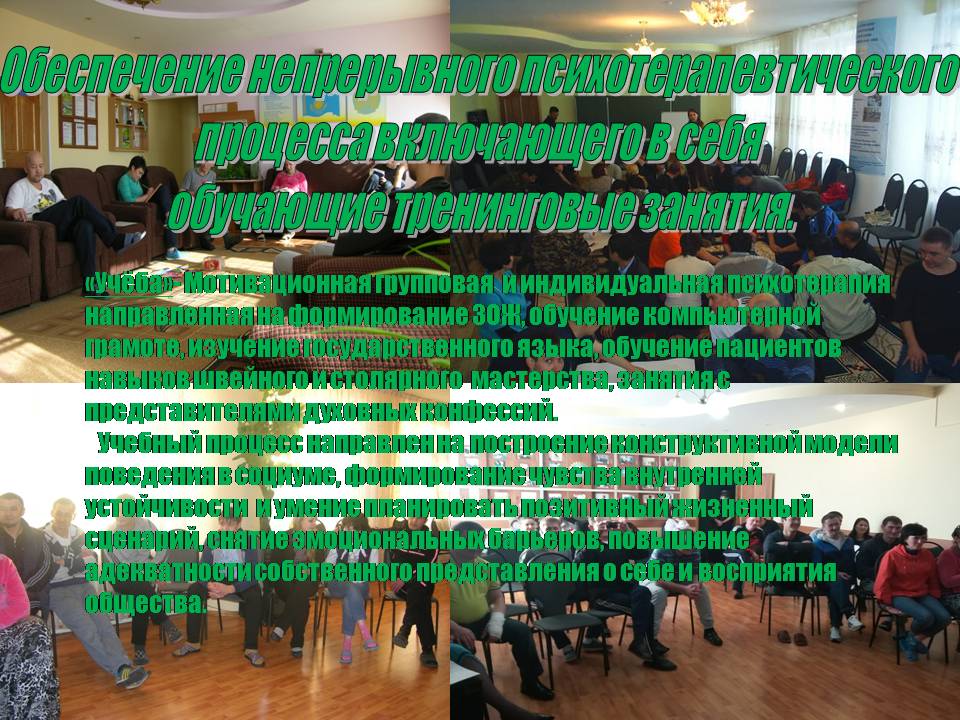 Обеспечение непрерывного психотерапевтического
процесса включающего в себя
обучающие тренинговые занятия.
«Учёба» - Мотивационная групповая и индивидуальная психотерапия
направленная на формирование ЗОЖ, обучение компьютерной
грамоте, изучение государственного языка, обучение пациентов
навыков швейного и столярного мастерства, занятия с
представителями духовных конфессий.
Учебный процесс направлен на построение конструктивной модели
поведения в социуме, формирование чувства внутренней
устойчивости и умение планировать позитивный жизненный
сценарий, снятие эмоциональных барьеров, повышение
адекватности собственного представления о себе и восприятия
общества.